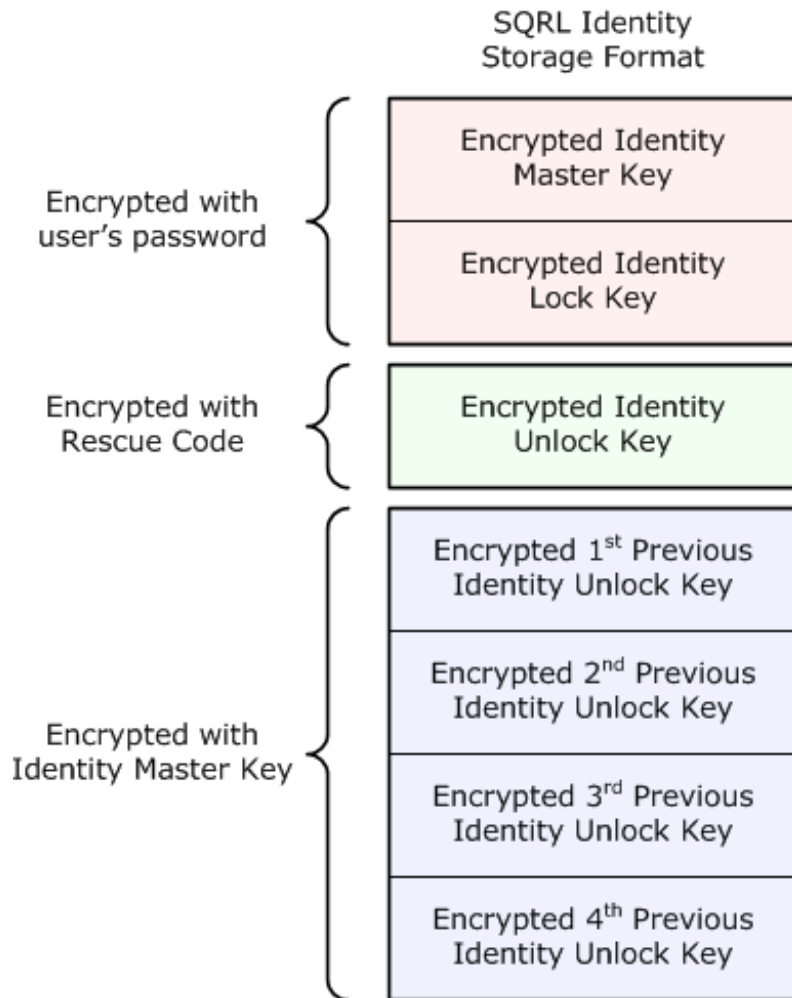 SQRL Identity
Storage Format
Encrypted with
user's password
Encrypted Identity
Master Key
Encrypted Identity
Lock Key
Encrypted with
Rescue Code
Encrypted Identity
Unlock Key
Encrypted with
Identity Master Key
Encrypted 1st Previous
Identity Unlock Key
Encrypted 2nd Previous
Identity Unlock Key
Encrypted 3rd Previous
Identity Unlock Key
Encrypted 4th Previous
Identity Unlock Key